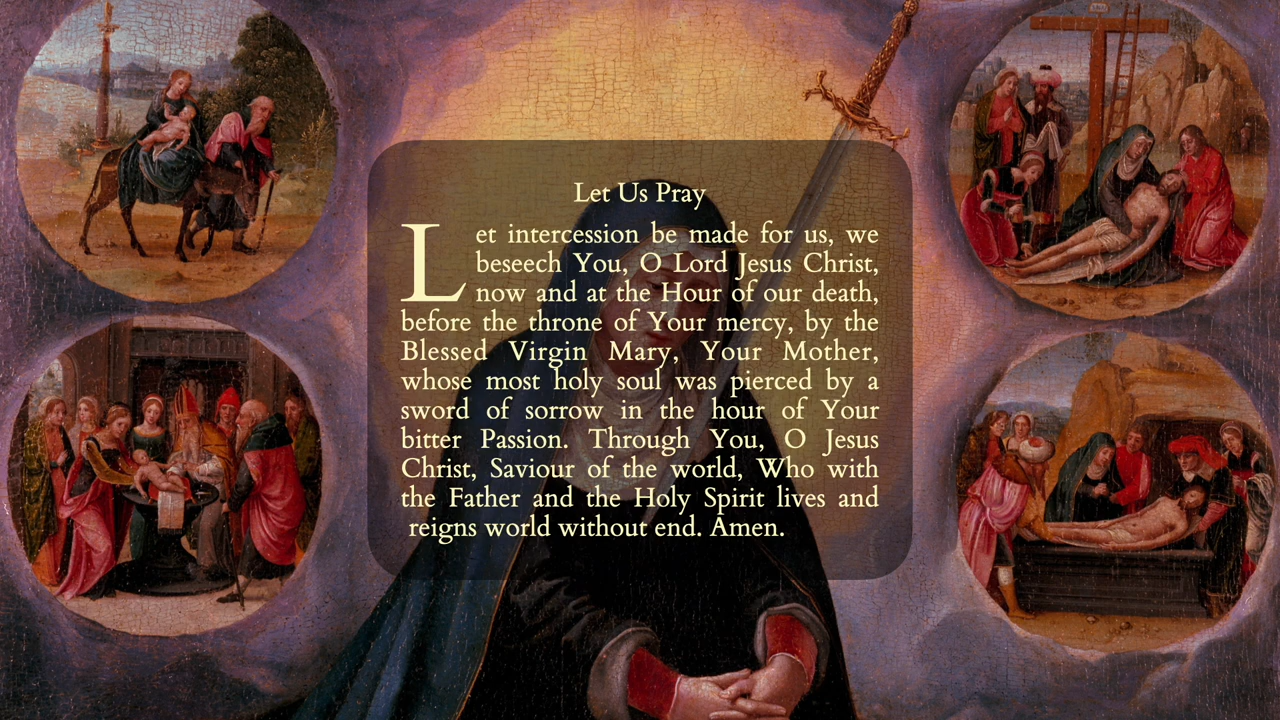 Let Us Pray
Let intercession be made for us, we
beseech You, O Lord Jesus Christ,
now and at the Hour of our death,
before the throne of Your mercy, by the
Blessed Virgin Mary, Your Mother,
whose most holy soul was pierced by a
sword of sorrow in the hour of Your
bitter Passion. Through You, O Jesus
Christ, Saviour of the world, Who with
the Father and the Holy Spirit lives and
reigns world without end. Amen.